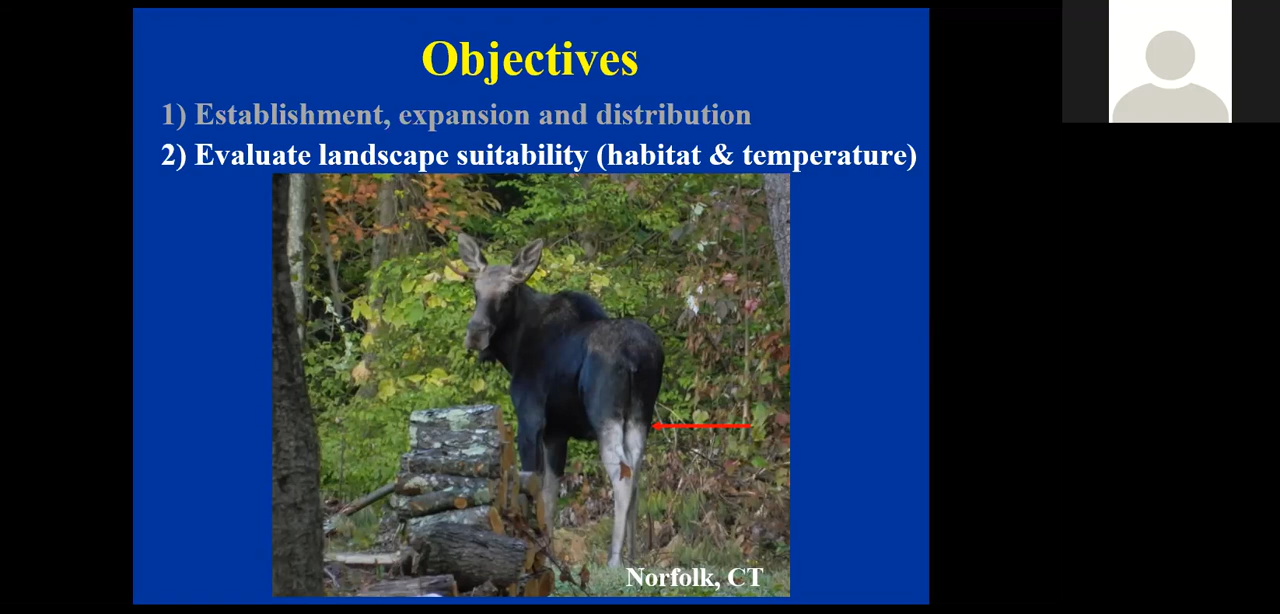 Objectives
1) Establishment, expansion and distribution
2) Evaluate landscape suitability (habitat & temperature)
Norfolk, CT